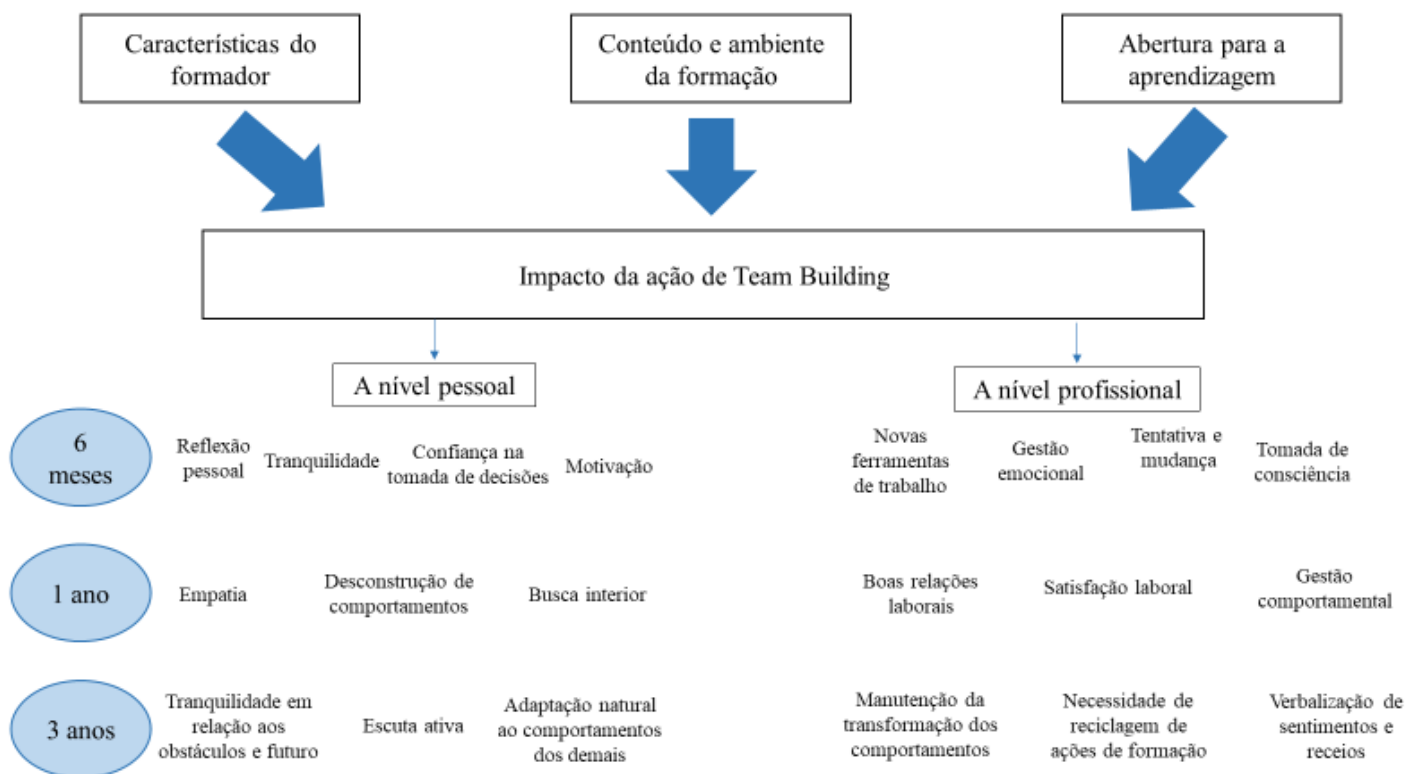 Características do
formador
Conteúdo e ambiente
da formação
Abertura para a
aprendizagem
Impacto da ação de Team Building
A nível pessoal
A nível profissional
6
meses
Reflexão
pessoal
Tranquilidade
Confiança na
tomada de decisões
Motivação
Novas
ferramentas
de trabalho
Gestão
emocional
Tentativa e
mudança
Tomada de
consciência
1 ano
Empatia
Desconstrução de
comportamentos
Busca interior
Boas relações
laborais
Satisfação laboral
Gestão
comportamental
3 anos
Tranquilidade em
relação aos
obstáculos e futuro
Escuta ativa
Adaptação natural
ao comportamentos
dos demais
Manutenção da
transformação dos
comportamentos
Necessidade de
reciclagem de
ações de formação
Verbalização de
sentimentos e
receios